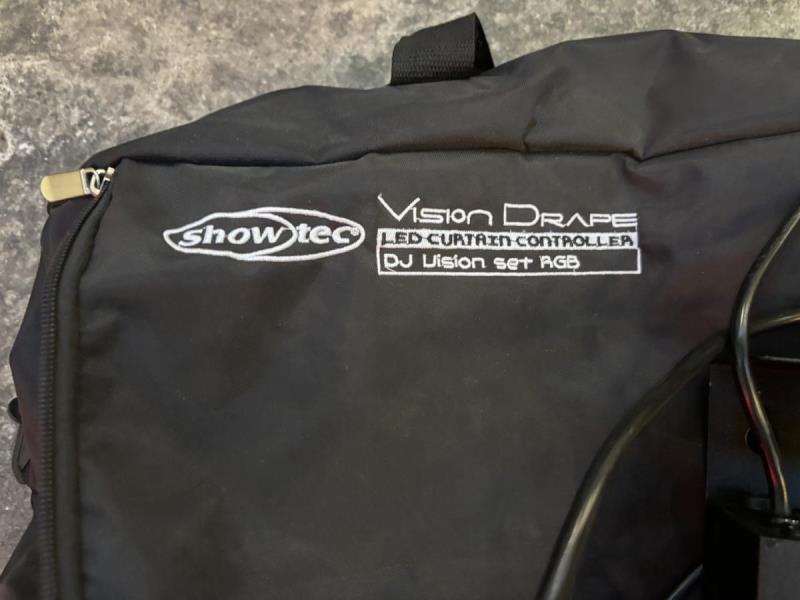 showtec®
Vision Drape
LED CURTAIN CONTROLLER
DJ Vision set RGB